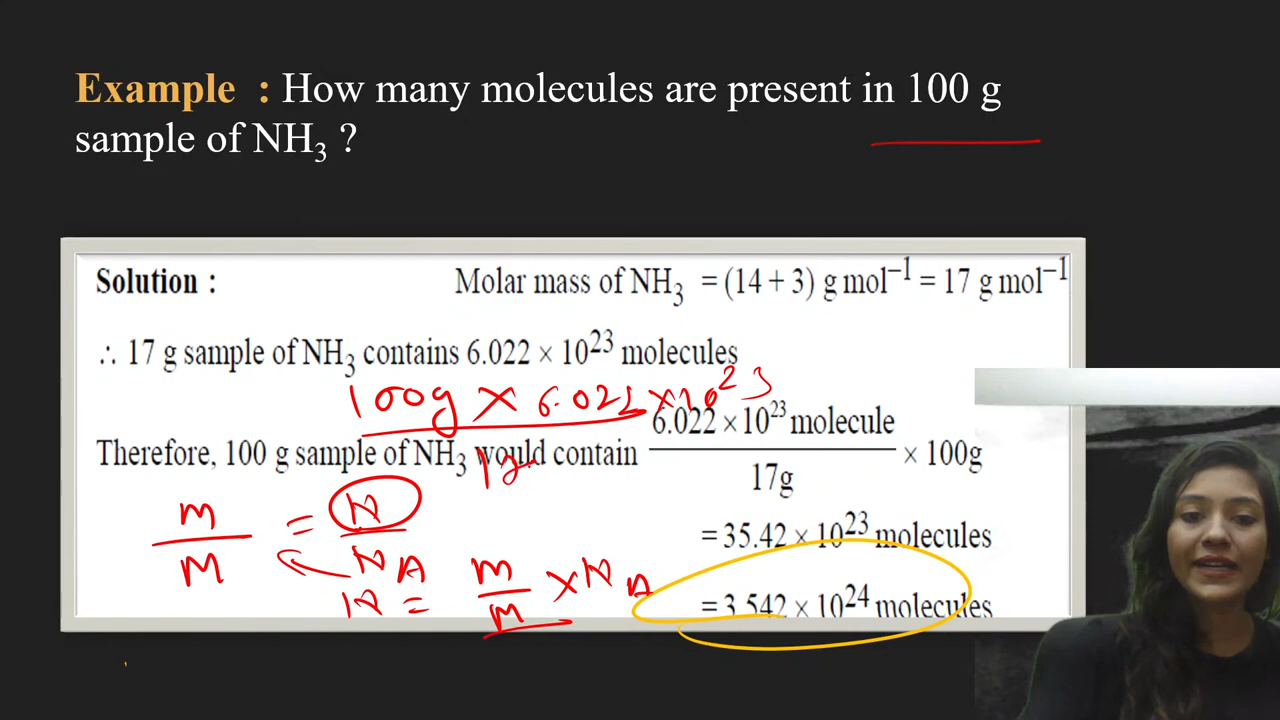 Example : How many molecules are present in 100 g
sample of NH₃ ?
Solution : Molar mass of NH₃ = (14 + 3) g mol⁻¹ = 17 g mol⁻¹
∴ 17 g sample of NH₃ contains 6.022 × 10²³ molecules
100g × 6.022 × 10²³
17
Therefore, 100 g sample of NH₃ would contain 6.022 × 10²³ molecule / 17g × 100g
= 35.42 × 10²³ molecules
m / M = N / N_A
N = m / M × N_A
= 3.542 × 10²⁴ molecules